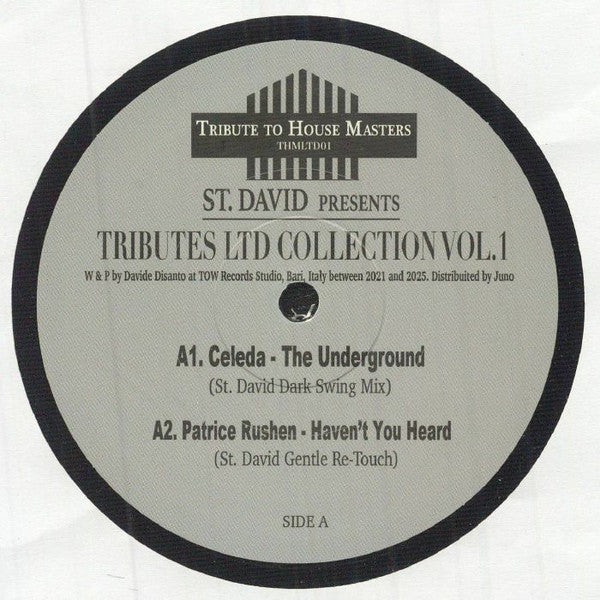 TRIBUTE TO HOUSE MASTERS
THMLTD01
ST. DAVID PRESENTS
TRIBUTES LTD COLLECTION VOL.1
W & P by Davide Disanto at TOW Records Studio, Bari, Italy between 2021 and 2025. Distribuited by Juno
A1. Celeda - The Underground
(St. David Dark Swing Mix)
A2. Patrice Rushen - Haven't You Heard
(St. David Gentle Re-Touch)
SIDE A